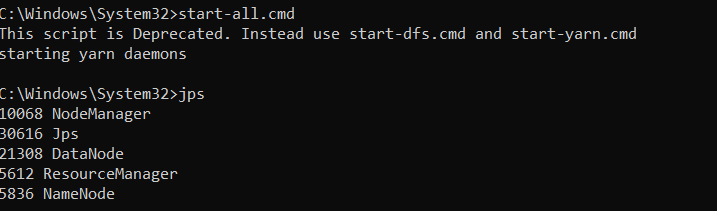 C:\Windows\System32>start-all.cmd
This script is Deprecated. Instead use start-dfs.cmd and start-yarn.cmd
starting yarn daemons
C:\Windows\System32>jps
10068 NodeManager
30616 Jps
21308 DataNode
5612 ResourceManager
5836 NameNode